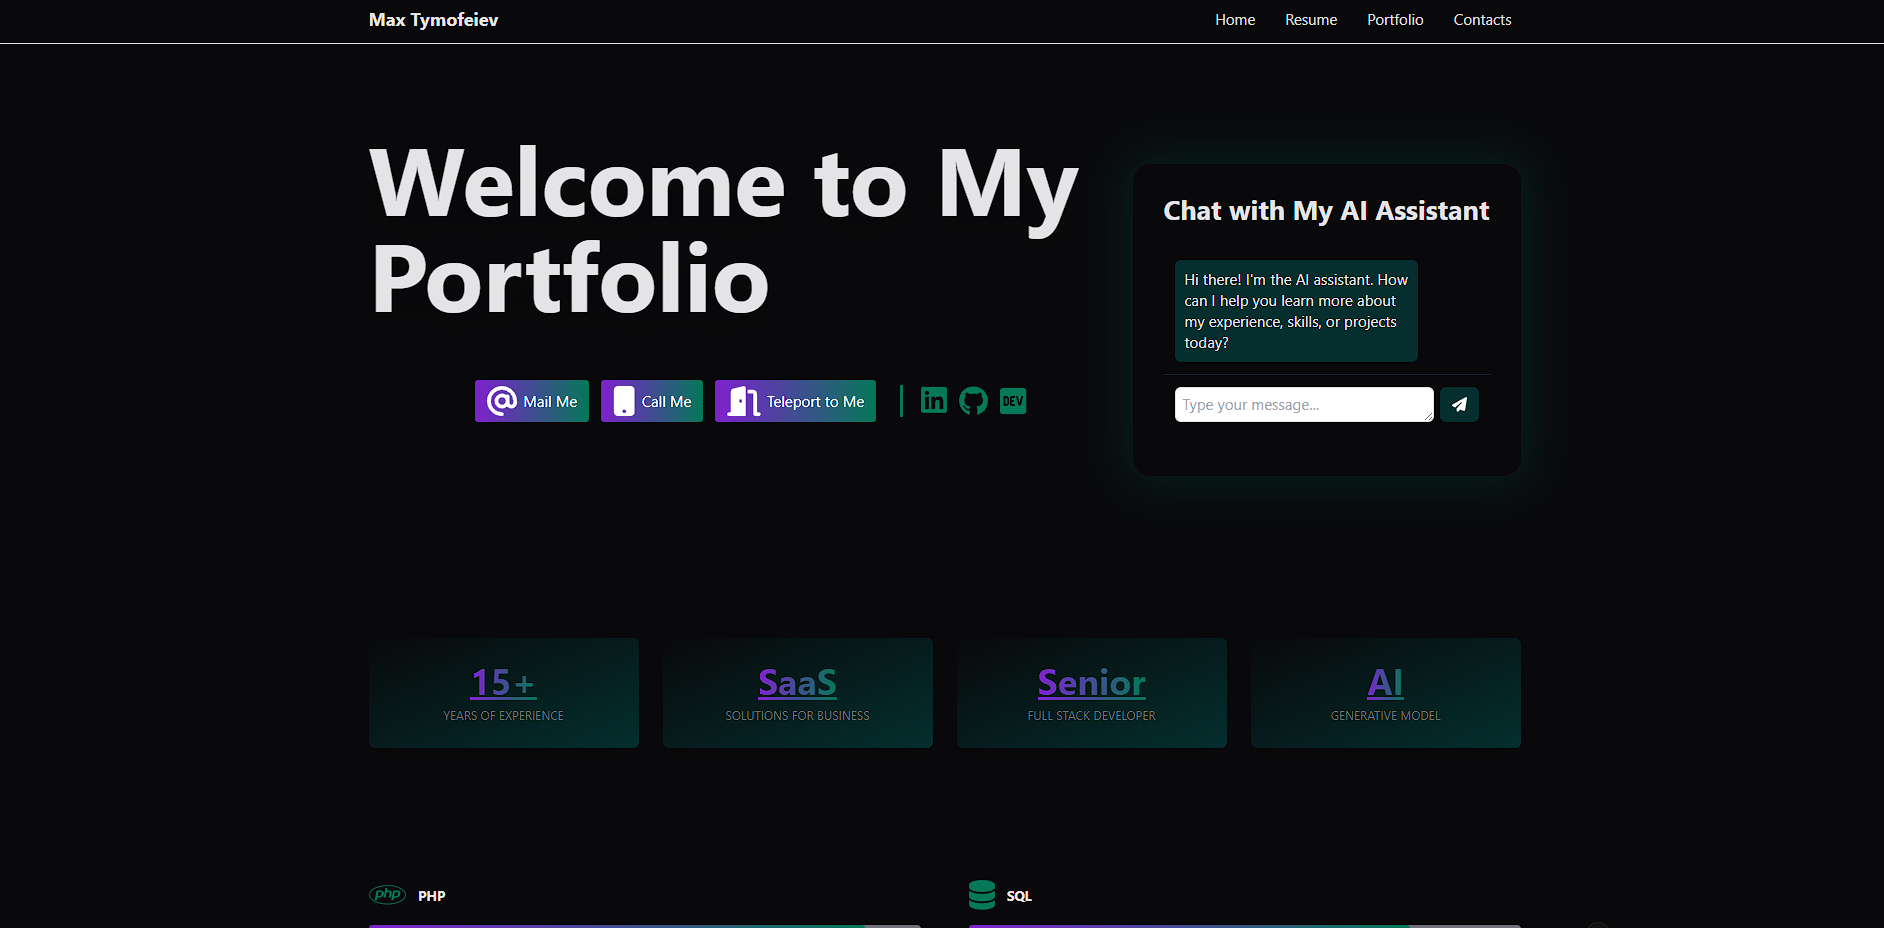 Max Tymofeiev
Home Resume Portfolio Contacts
Welcome to My
Portfolio
Mail Me
Call Me
Teleport to Me
in
DEV
Chat with My AI Assistant
Hi there! I'm the AI assistant. How
can I help you learn more about
my experience, skills, or projects
today?
Type your message...
15+
YEARS OF EXPERIENCE
SaaS
SOLUTIONS FOR BUSINESS
Senior
FULL STACK DEVELOPER
AI
GENERATIVE MODEL
php PHP
SQL